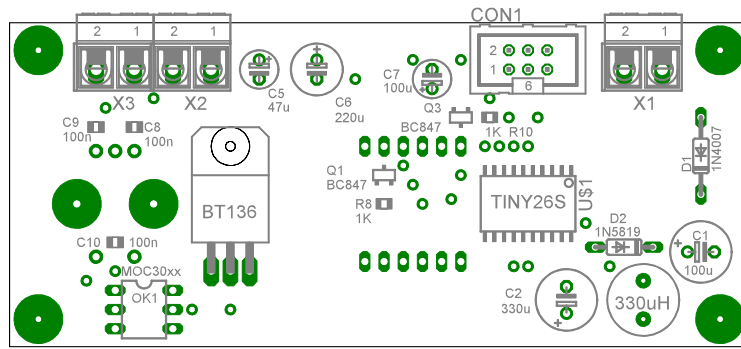 CON1
2 1 2 1
2 1
2
1
6
X3 X2
X1
C5
47u
C6
220u
C7
100u
Q3
BC847
1K R10
C9
100n
C8
100n
D1
1N4007
Q1
BC847
R8
1K
BT136
TINY26S
U$1
D2
1N5819
C1
100u
C10 100n
MOC30xx
OK1
C2
330u
330uH